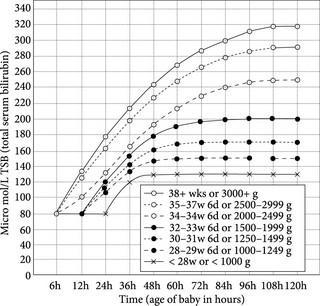 340
320
300
280
260
240
220
200
180
160
140
120
100
80
60
40
20
0
Micro mol/L TSB (total serum bilirubin)
38+ wks or 3000+ g
35–37w 6d or 2500–2999 g
34–34w 6d or 2000–2499 g
32–33w 6d or 1500–1999 g
30–31w 6d or 1250–1499 g
28–29w 6d or 1000–1249 g
< 28w or < 1000 g
6h 12h 24h 36h 48h 60h 72h 84h 96h 108h 120h
Time (age of baby in hours)